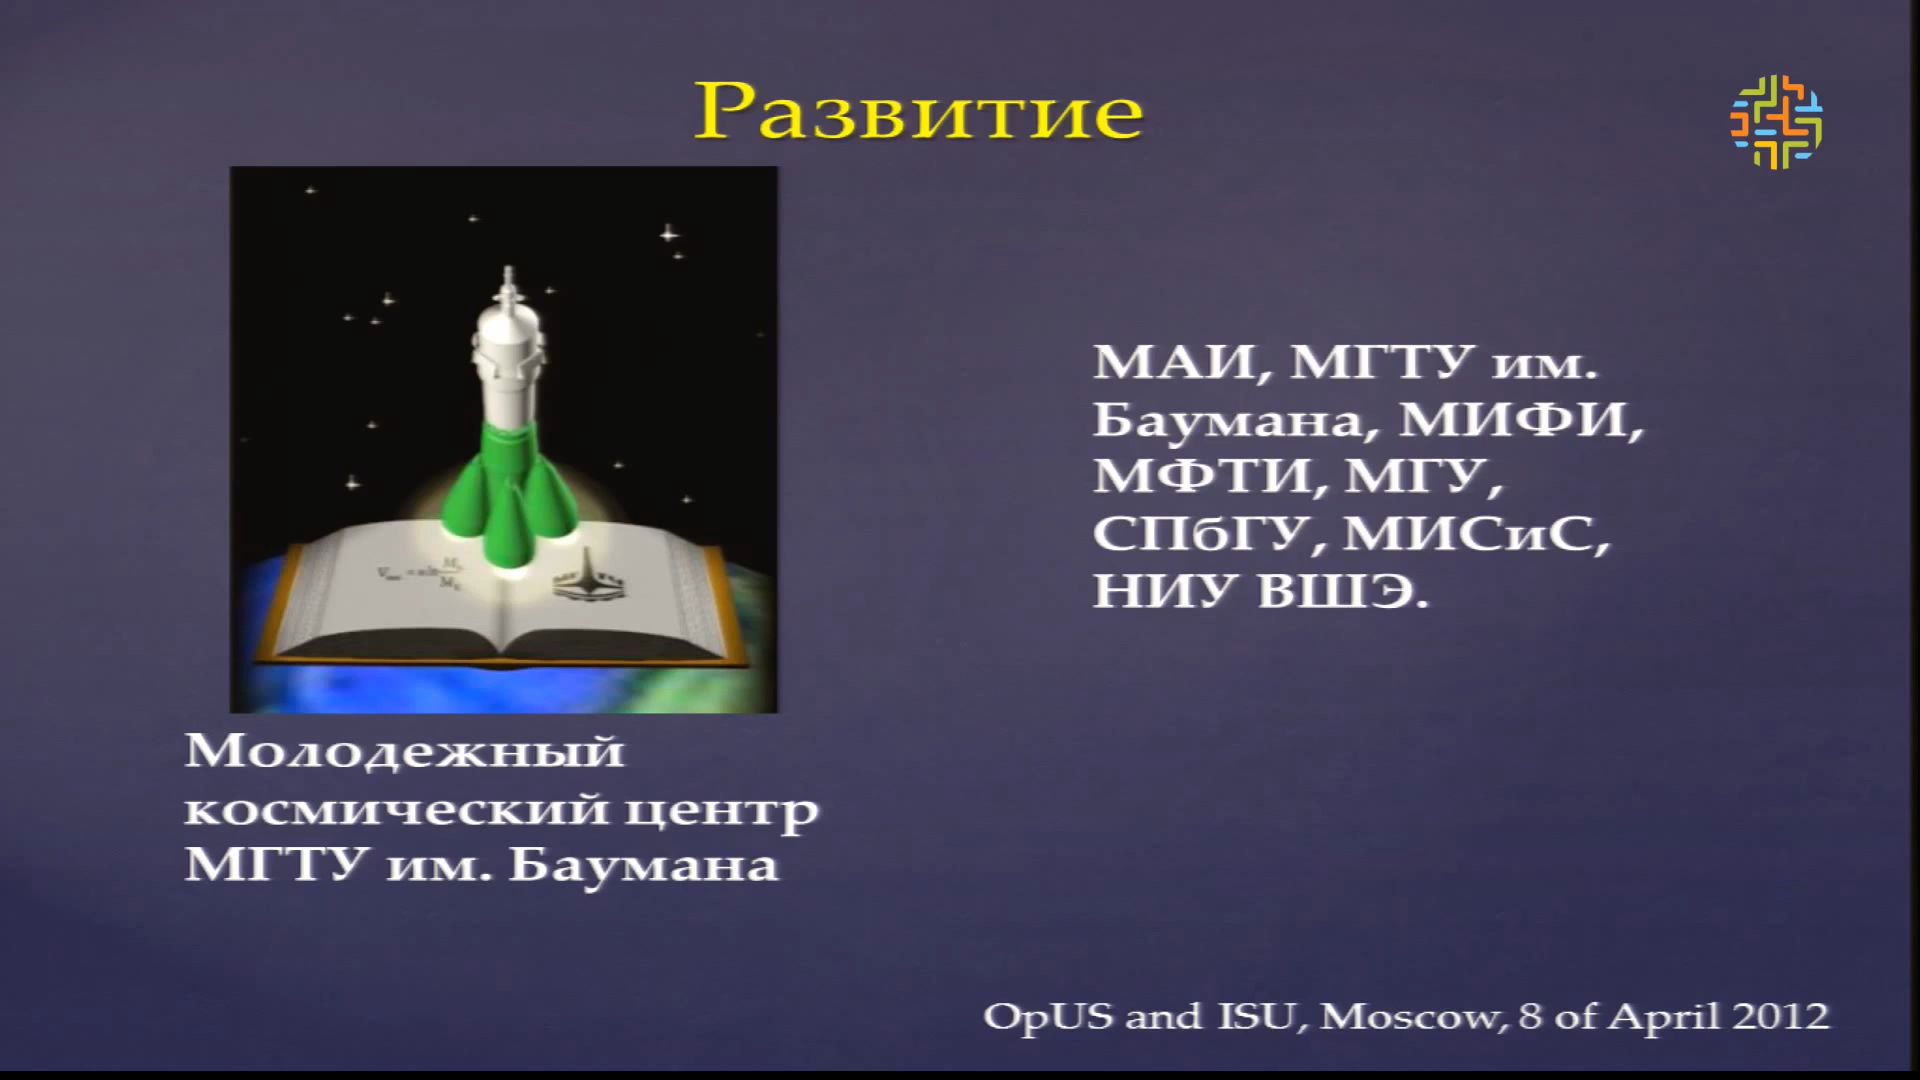 Развитие
МАИ, МГТУ им.
Баумана, МИФИ,
МФТИ, МГУ,
СПбГУ, МИСиС,
НИУ ВШЭ.
Молодежный
космический центр
МГТУ им. Баумана
OpUS and ISU, Moscow, 8 of April 2012